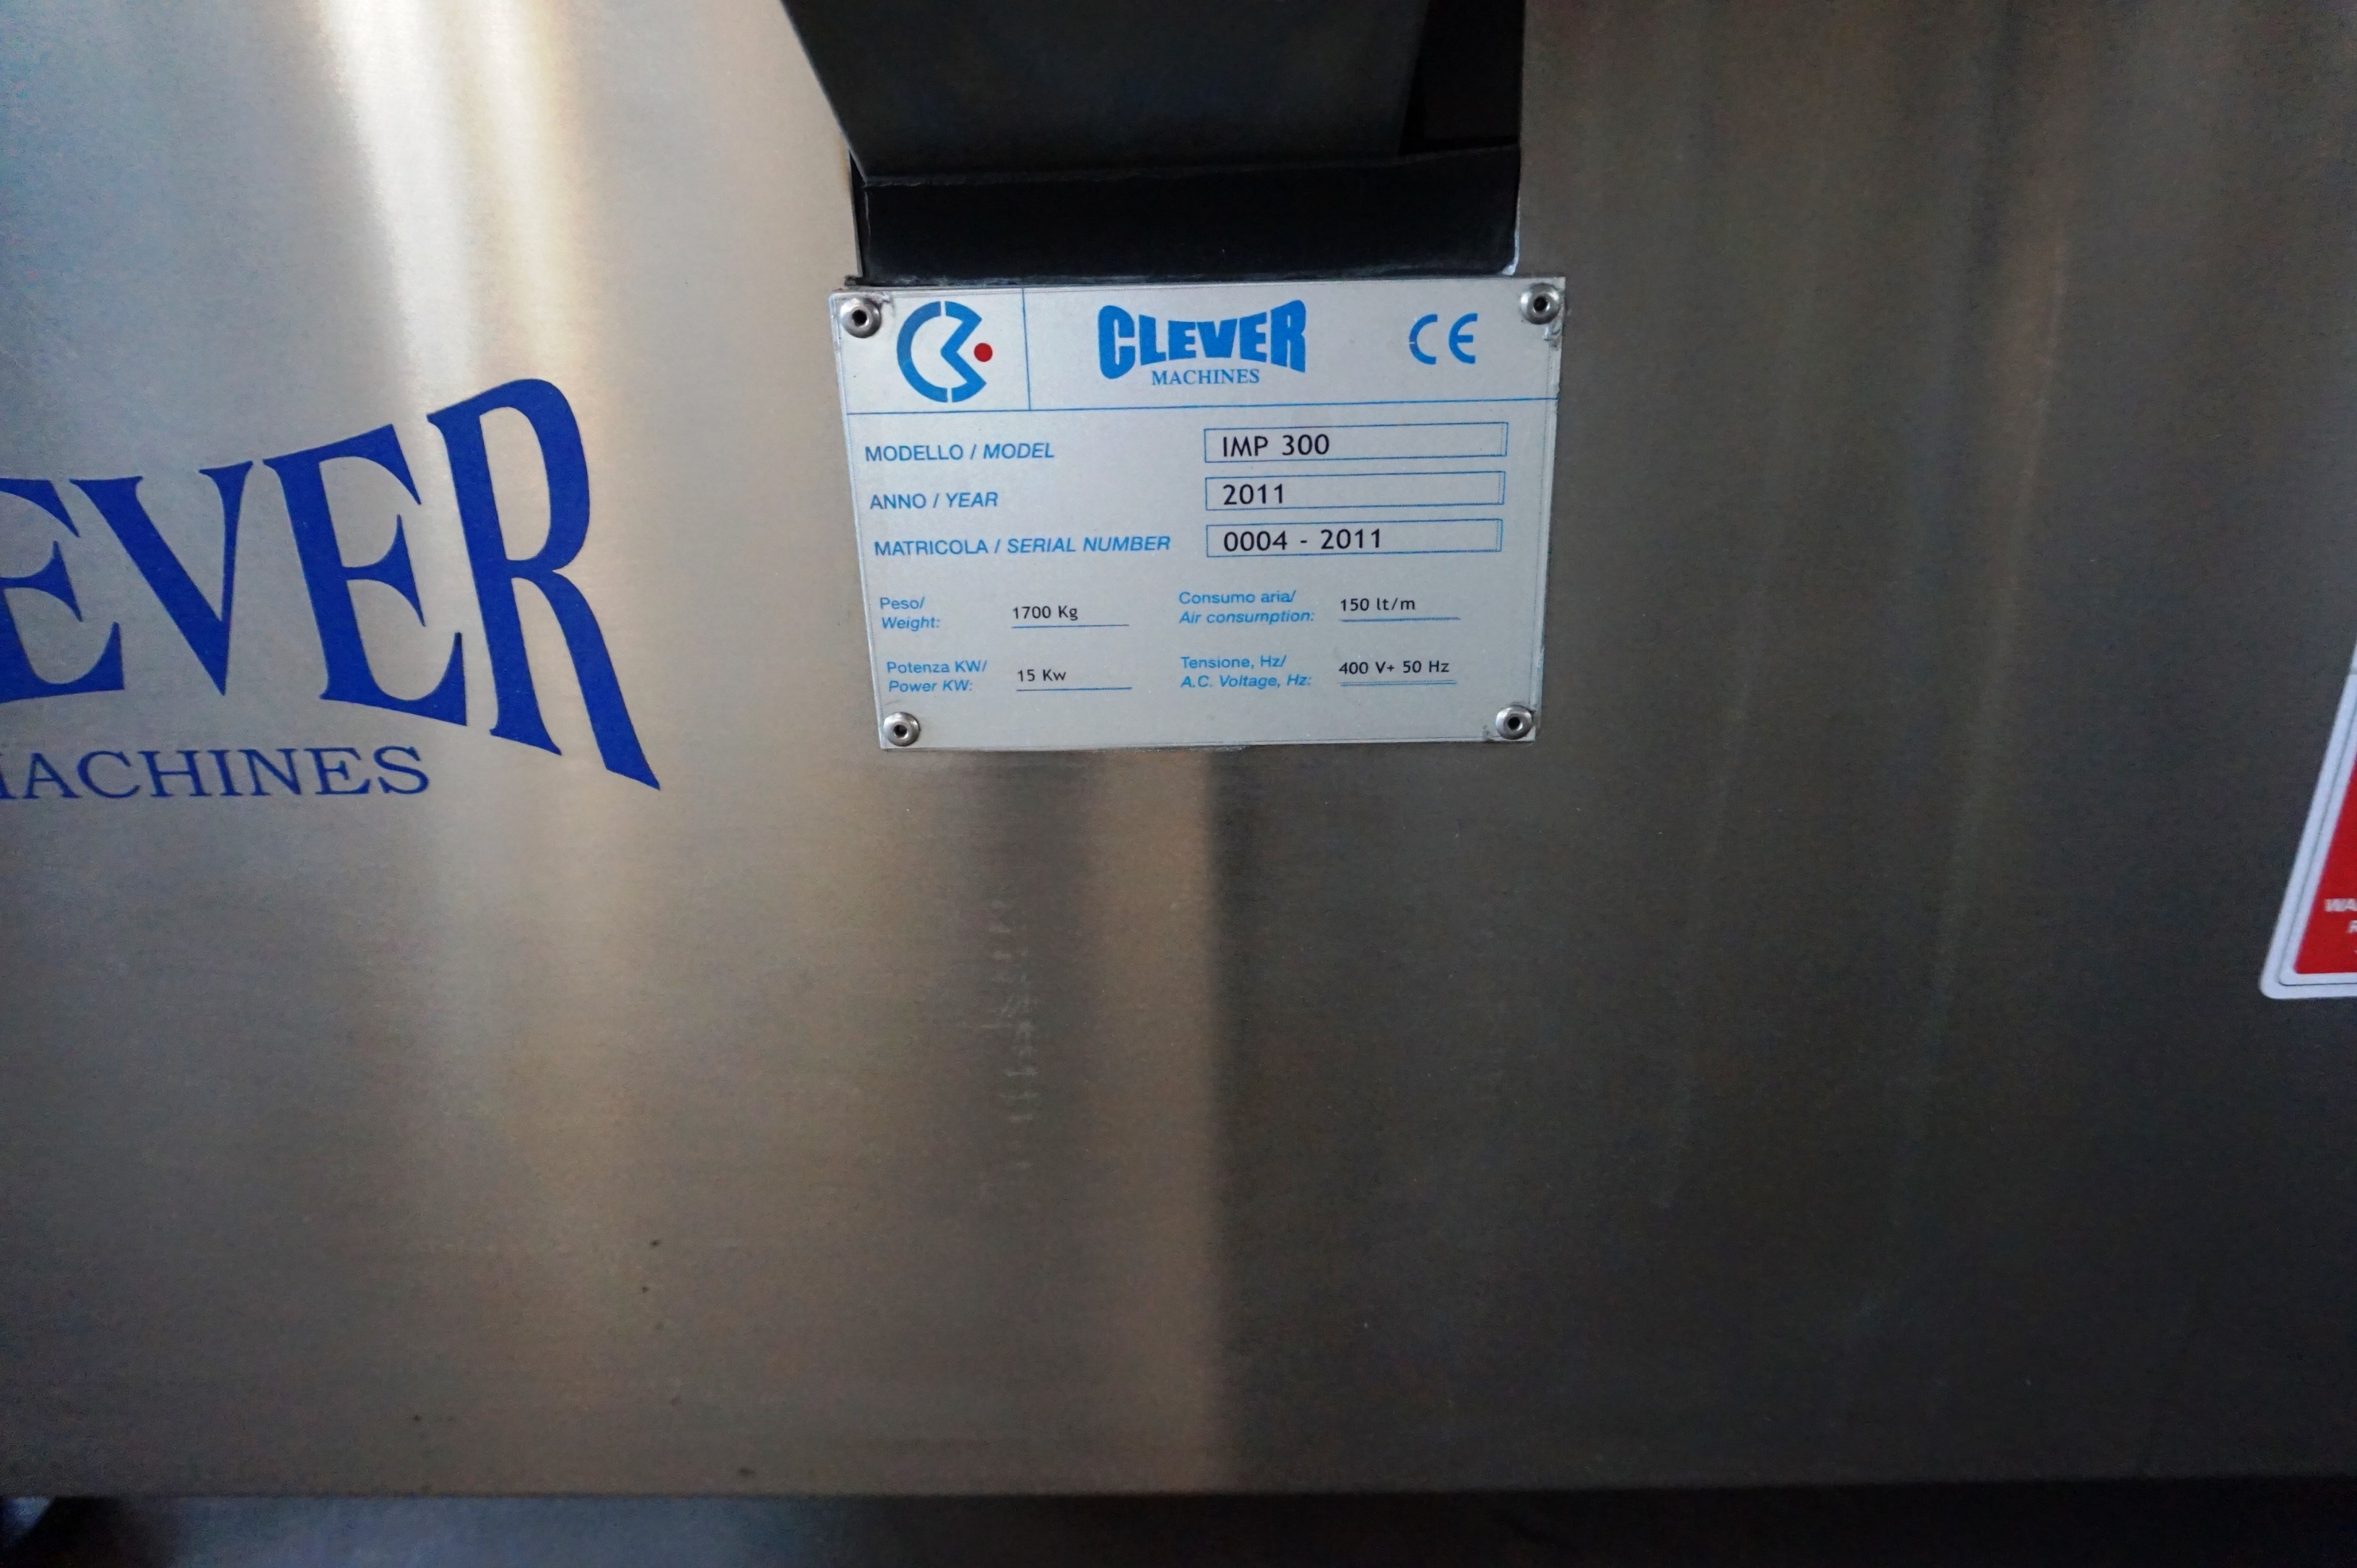 EVER
MACHINES
CLEVER
MACHINES
CE
MODELLO / MODEL IMP 300
ANNO / YEAR 2011
MATRICOLA / SERIAL NUMBER 0004 - 2011
Peso/
Weight: 1700 Kg
Consumo aria/
Air consumption: 150 lt/m
Potenza KW/
Power KW: 15 Kw
Tensione, Hz/
A.C. Voltage, Hz: 400 V+ 50 Hz